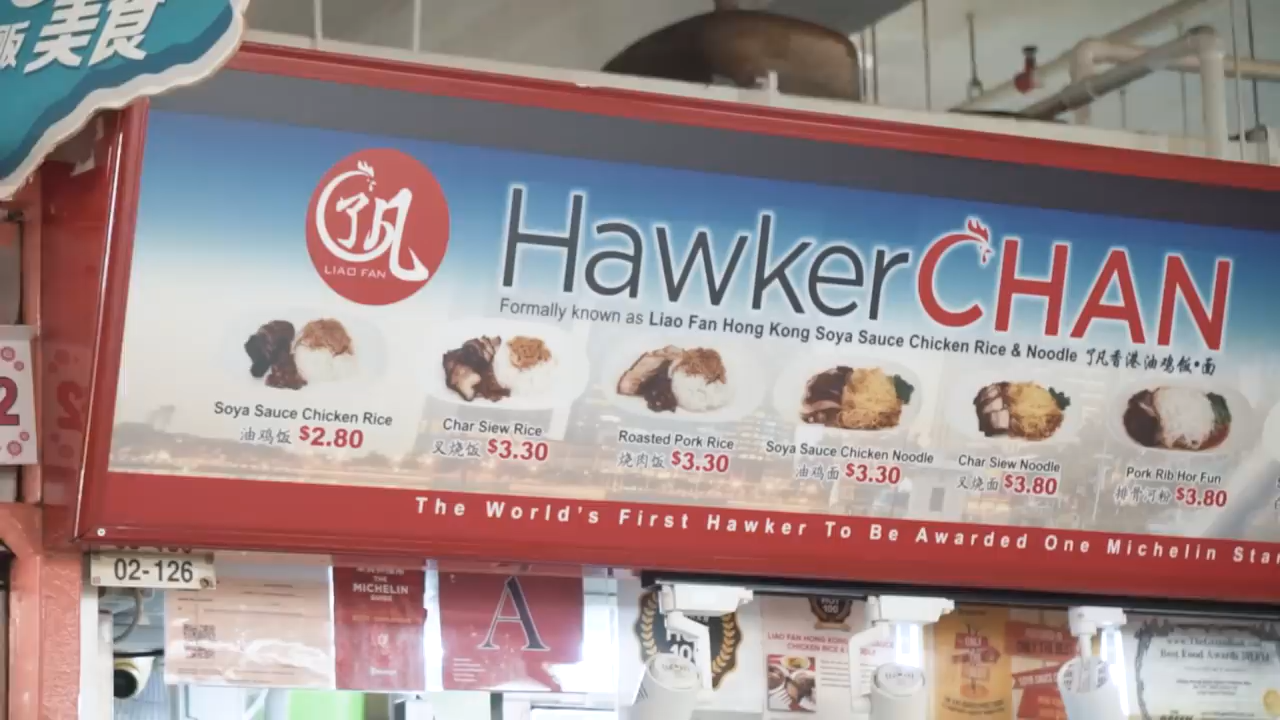 美食
了凡
LIAO FAN
HawkerCHAN
Formally known as Liao Fan Hong Kong Soya Sauce Chicken Rice & Noodle 了凡香港油鸡饭•面
Soya Sauce Chicken Rice
油鸡饭 $2.80
Char Siew Rice
叉烧饭 $3.30
Roasted Pork Rice
烧肉饭 $3.30
Soya Sauce Chicken Noodle
油鸡面 $3.30
Char Siew Noodle
叉烧面 $3.80
Pork Rib Hor Fun
排骨河粉 $3.80
The World's First Hawker To Be Awarded One Michelin Star
2
02-126
THE
MICHELIN
GUIDE
A
LIAO FAN HONG KONG
CHICKEN RICE &